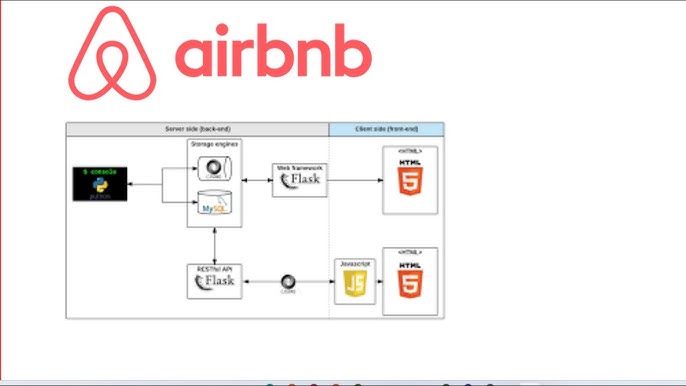 airbnb
Server side (back-end)
Client side (front-end)
Storage engines
$ console
python
{JSON}
MySQL
Web framework
Flask
<HTML>
HTML
5
RESTful API
Flask
{JSON}
Javascript
JS
<HTML>
HTML
5